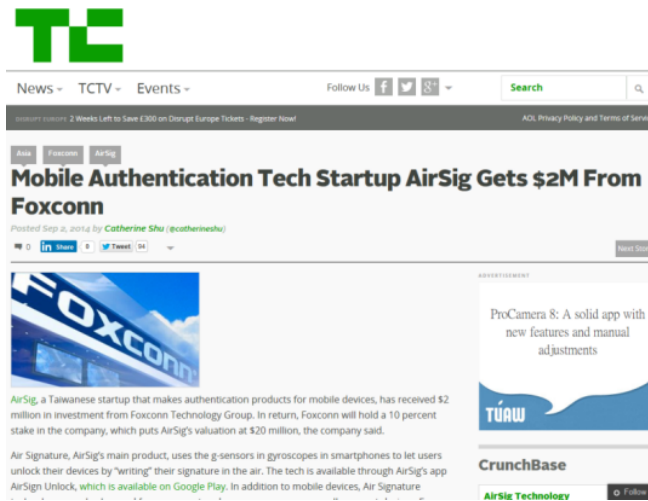 TC
News TCTV Events Follow Us Search
DISRUPT EUROPE 2 Weeks Left to Save £300 on Disrupt Europe Tickets - Register Now! AOL Privacy Policy and Terms of Serv
Asia Foxconn AirSig
Mobile Authentication Tech Startup AirSig Gets $2M From
Foxconn
Posted Sep 2, 2014 by Catherine Shu (@catherineshu)
0 in Share 0 Tweet 94 Next Stor
FOXCONN
ADVERTISEMENT
ProCamera 8: A solid app with
new features and manual
adjustments
TUAW
AirSig, a Taiwanese startup that makes authentication products for mobile devices, has received $2
million in investment from Foxconn Technology Group. In return, Foxconn will hold a 10 percent
stake in the company, which puts AirSig's valuation at $20 million, the company said.
Air Signature, AirSig's main product, uses the g-sensors in gyroscopes in smartphones to let users
unlock their devices by "writing" their signature in the air. The tech is available through AirSig's app
AirSign Unlock, which is available on Google Play. In addition to mobile devices, Air Signature
CrunchBase
AirSig Technology Follow